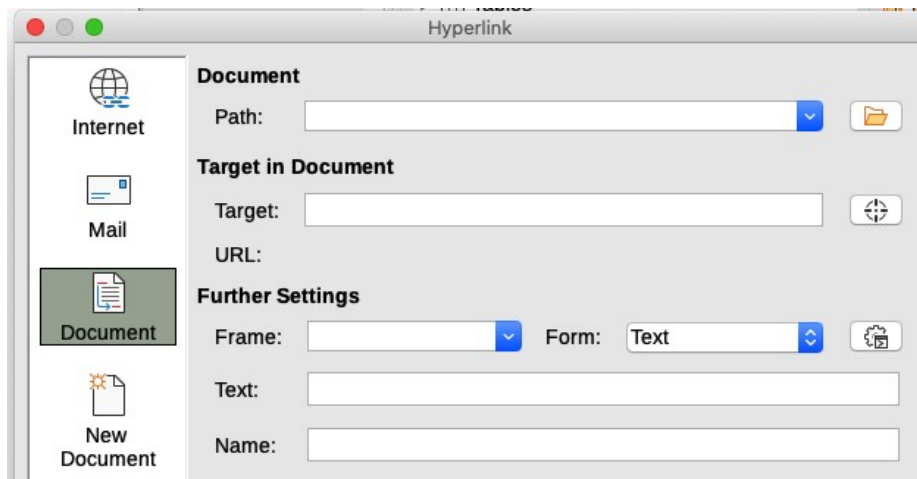 Hyperlink
Internet
Mail
Document
New
Document
Document
Path:
Target in Document
Target:
URL:
Further Settings
Frame:
Form:
Text
Text:
Name: